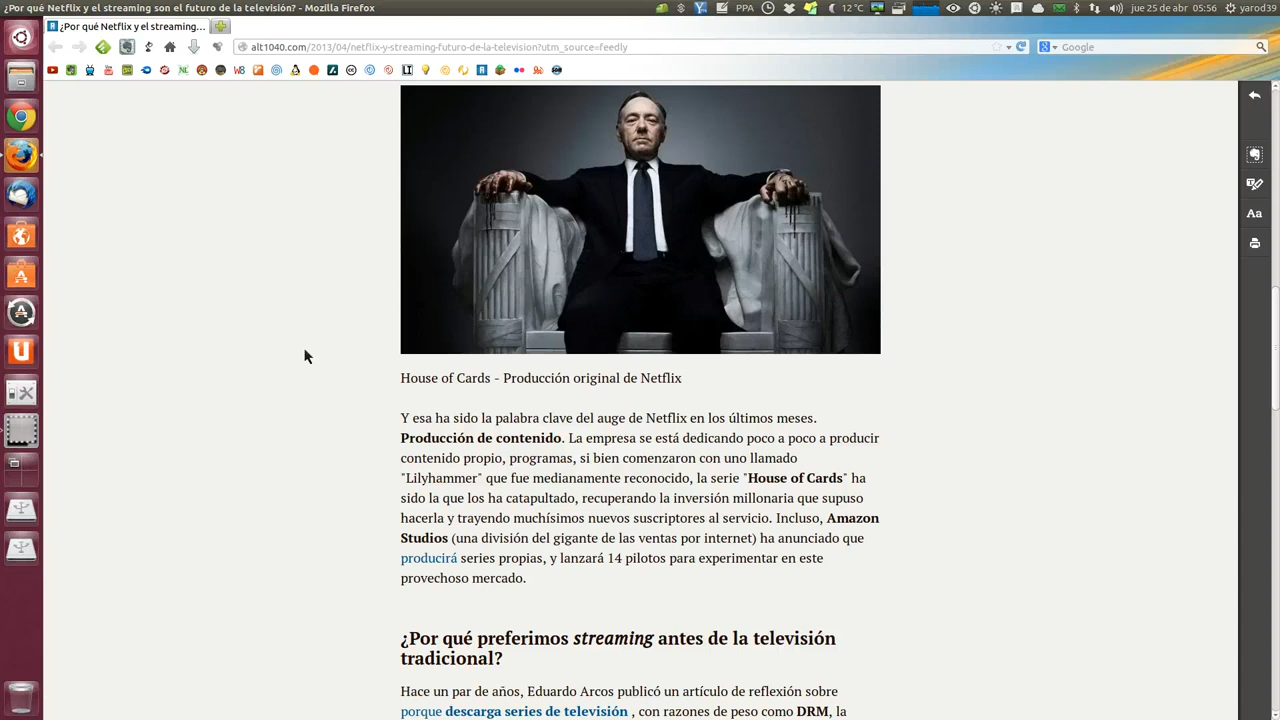 ¿Por qué Netflix y el streaming son el futuro de la televisión? - Mozilla Firefox
PPA
12 °C
jue 25 de abr
05:56
yarod39
¿Por qué Netflix y el streaming...
alt1040.com/2013/04/netflix-y-streaming-futuro-de-la-television?utm_source=feedly
Google
House of Cards - Producción original de Netflix
Y esa ha sido la palabra clave del auge de Netflix en los últimos meses.
Producción de contenido. La empresa se está dedicando poco a poco a producir
contenido propio, programas, si bien comenzaron con uno llamado
"Lilyhammer" que fue medianamente reconocido, la serie "House of Cards" ha
sido la que los ha catapultado, recuperando la inversión millonaria que supuso
hacerla y trayendo muchísimos nuevos suscriptores al servicio. Incluso, Amazon
Studios (una división del gigante de las ventas por internet) ha anunciado que
producirá series propias, y lanzará 14 pilotos para experimentar en este
provechoso mercado.
¿Por qué preferimos streaming antes de la televisión
tradicional?
Hace un par de años, Eduardo Arcos publicó un artículo de reflexión sobre
porque descarga series de televisión , con razones de peso como DRM, la
Aa